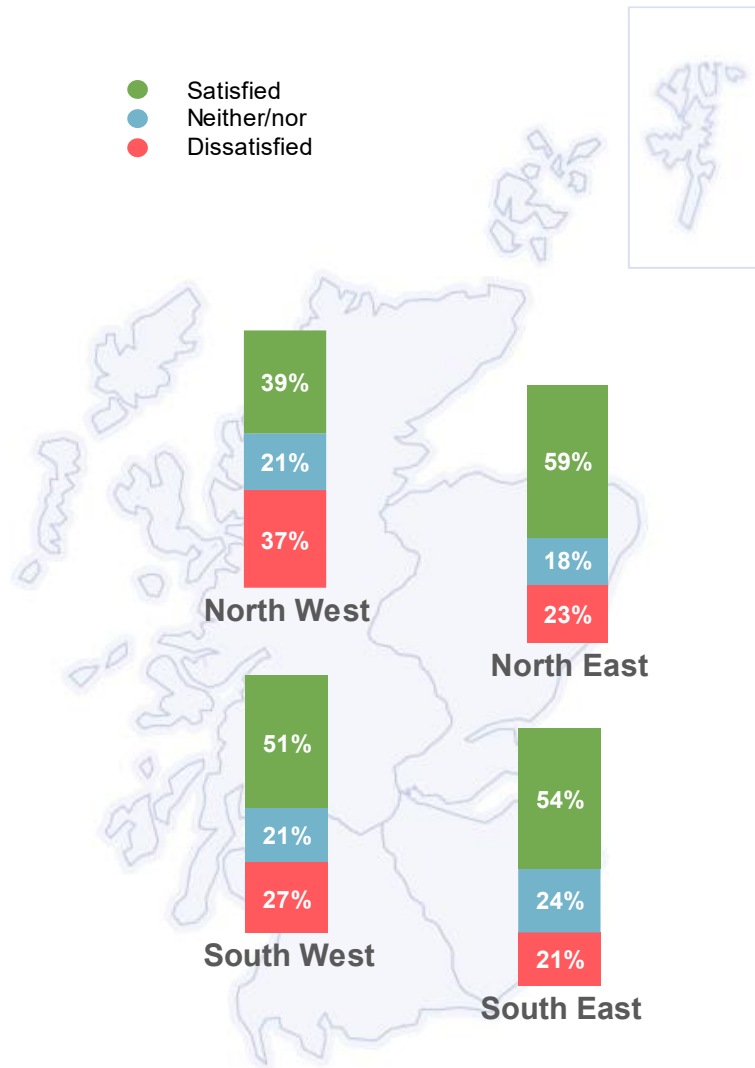 Satisfied
Neither/nor
Dissatisfied
39%
21%
37%
North West
59%
18%
23%
North East
51%
21%
27%
South West
54%
24%
21%
South East